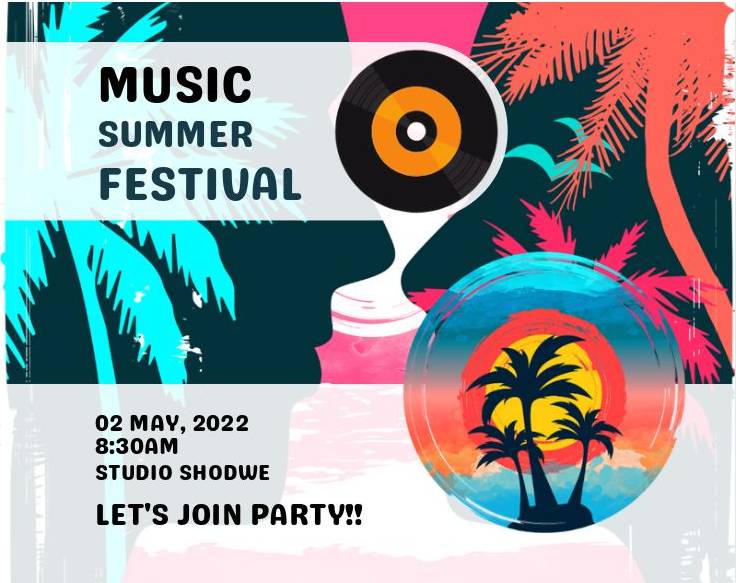 MUSIC
SUMMER
FESTIVAL
02 MAY, 2022
8:30AM
STUDIO SHODWE
LET'S JOIN PARTY!!